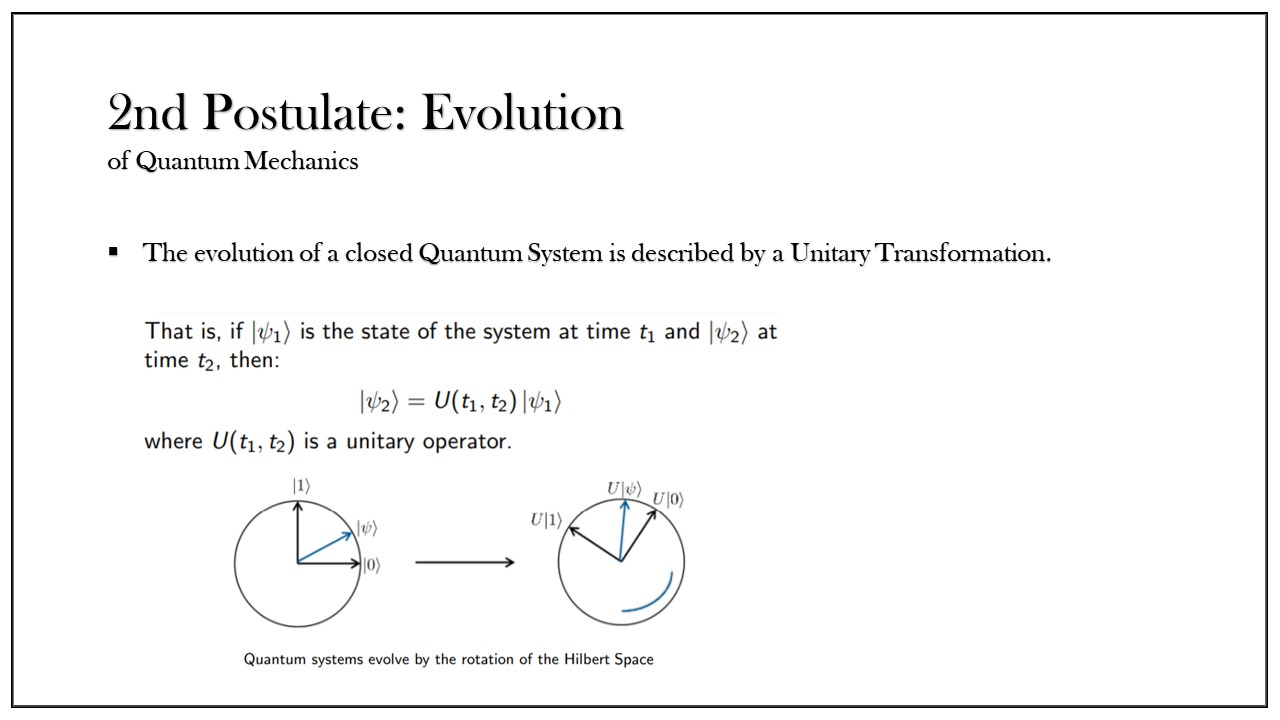 2nd Postulate: Evolution
of Quantum Mechanics
▪ The evolution of a closed Quantum System is described by a Unitary Transformation.
That is, if |ψ₁⟩ is the state of the system at time t₁ and |ψ₂⟩ at
time t₂, then:
|ψ₂⟩ = U(t₁, t₂) |ψ₁⟩
where U(t₁, t₂) is a unitary operator.
|1⟩
|ψ⟩
|0⟩
U|ψ⟩
U|0⟩
U|1⟩
Quantum systems evolve by the rotation of the Hilbert Space